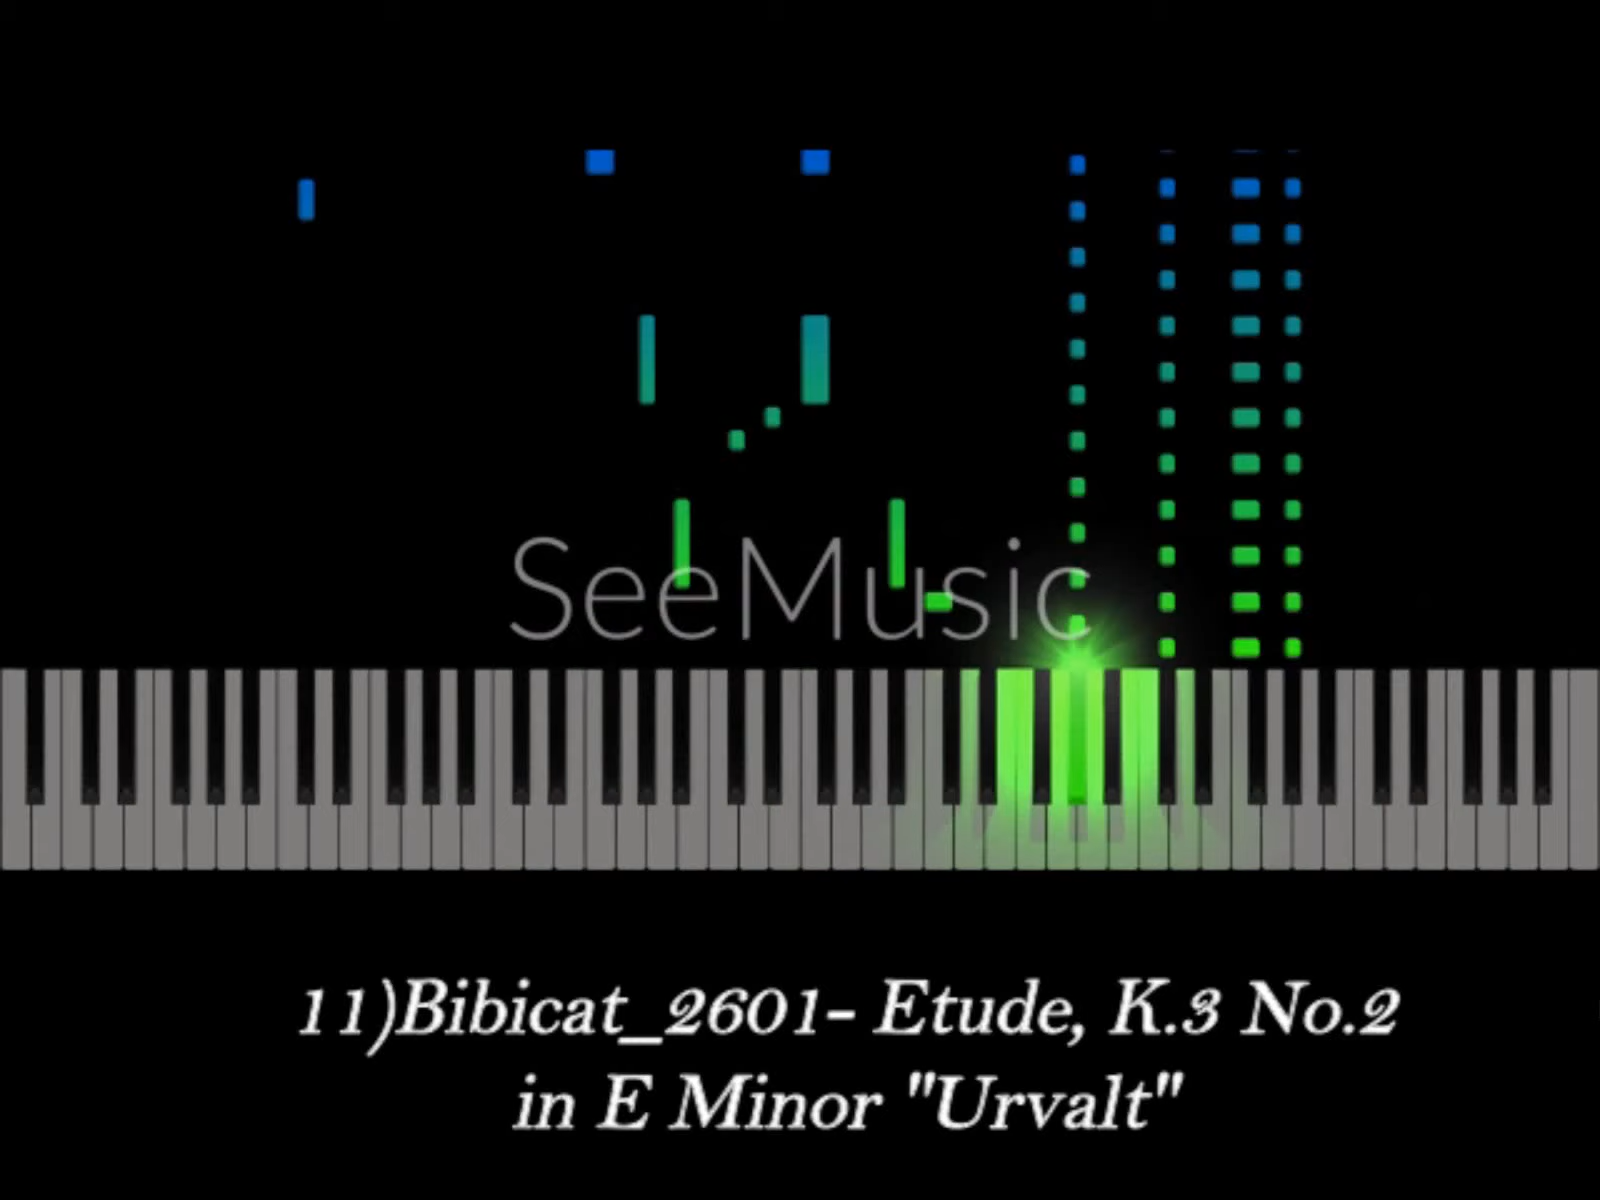 SeeMusic
11)Bibicat_2601- Etude, K.3 No.2
in E Minor "Urvalt"